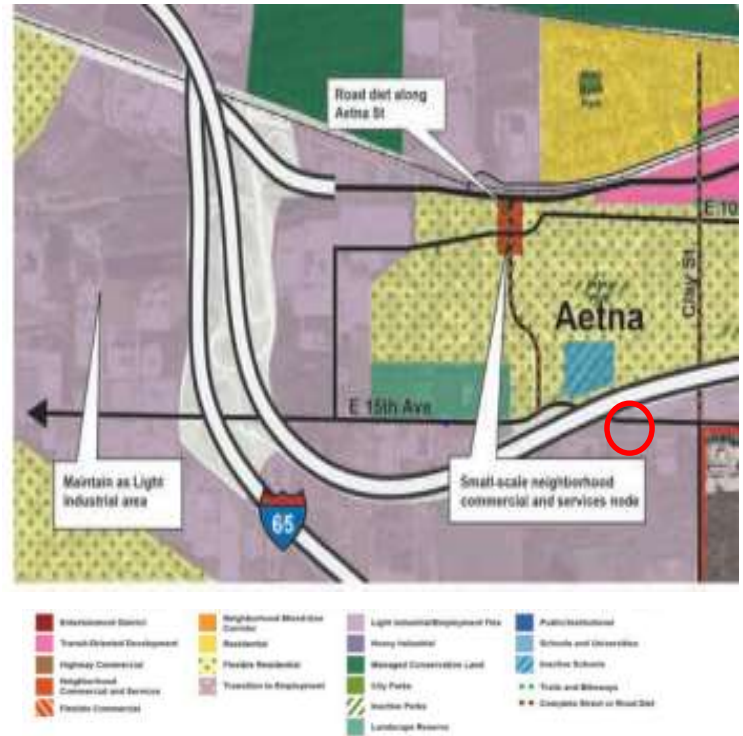 Road diet along
Aetna St
Park
E 10
Clay St
Aetna
E 15th Ave
Maintain as Light
industrial area
Small-scale neighborhood
commercial and services node
65
Entertainment District
Transit-Oriented Development
Highway Commercial
Neighborhood
Commercial and Services
Flexible Commercial
Neighborhood Mixed-Use
Corridor
Residential
Flexible Residential
Transition to Employment
Light Industrial/Employment Flex
Heavy Industrial
Managed Conservation Land
City Parks
Inactive Parks
Landscape Reserve
Public/Institutional
Schools and Universities
Inactive Schools
Trails and Bikeways
Complete Street or Road Diet